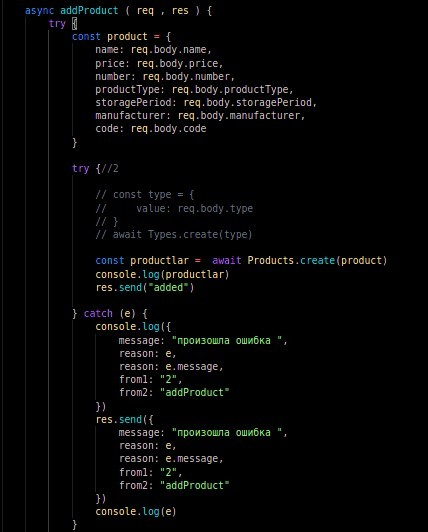 async addProduct ( req , res ) {
try {
const product = {
name: req.body.name,
price: req.body.price,
number: req.body.number,
productType: req.body.productType,
storagePeriod: req.body.storagePeriod,
manufacturer: req.body.manufacturer,
code: req.body.code
}
try {//2
// const type = {
//     value: req.body.type
// }
// await Types.create(type)
const productlar =  await Products.create(product)
console.log(productlar)
res.send("added")
} catch (e) {
console.log({
message: "произошла ошибка ",
reason: e,
reason: e.message,
from1: "2",
from2: "addProduct"
})
res.send({
message: "произошла ошибка ",
reason: e,
reason: e.message,
from1: "2",
from2: "addProduct"
})
console.log(e)
}